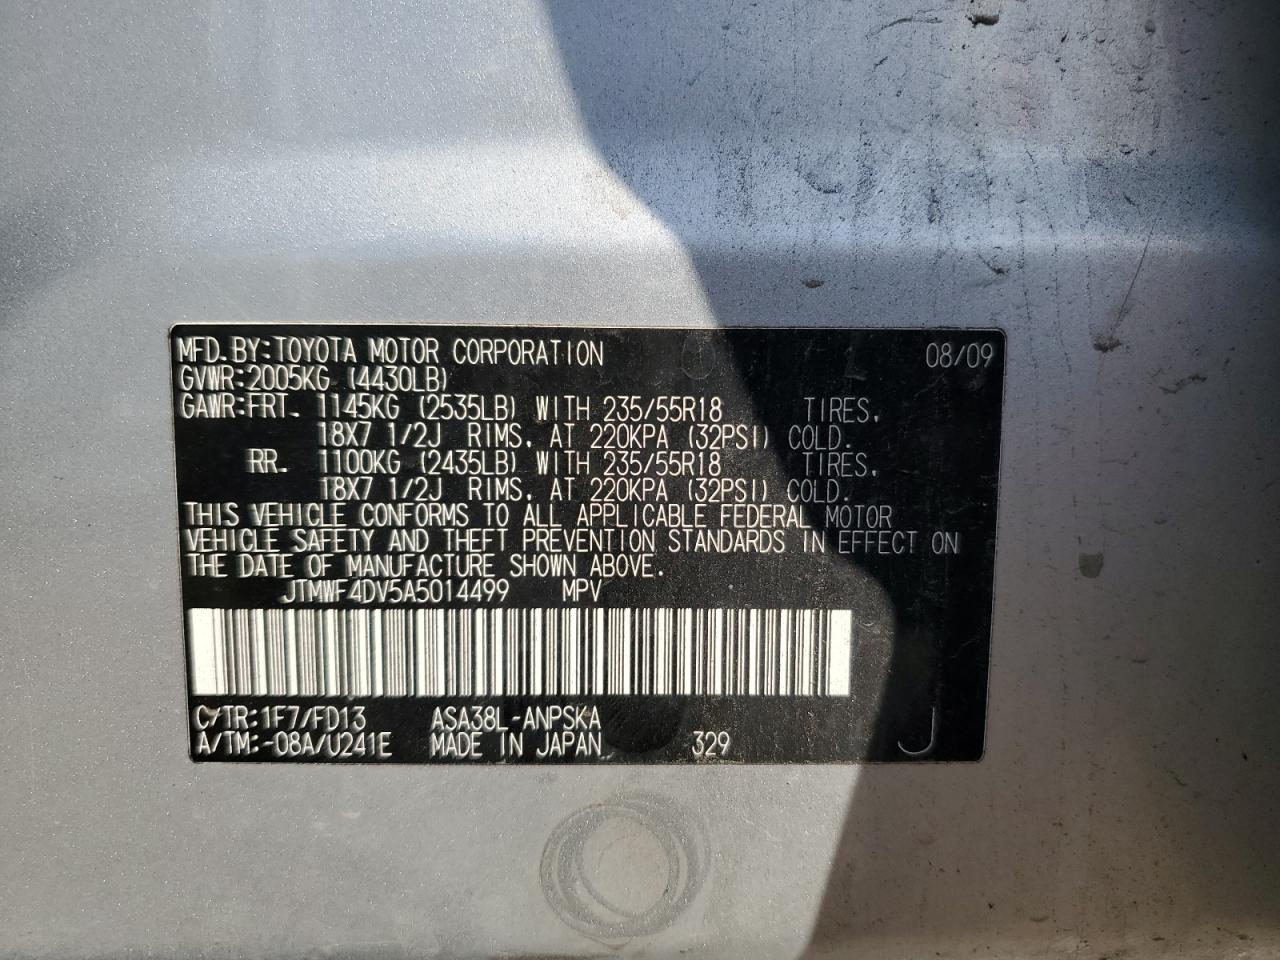 MFD.BY:TOYOTA MOTOR CORPORATION 08/09
GVWR:2005KG (4430LB)
GAWR:FRT. 1145KG (2535LB) WITH 235/55R18 TIRES,
18X7 1/2J RIMS, AT 220KPA (32PSI) COLD.
RR. 1100KG (2435LB) WITH 235/55R18 TIRES,
18X7 1/2J RIMS, AT 220KPA (32PSI) COLD.
THIS VEHICLE CONFORMS TO ALL APPLICABLE FEDERAL MOTOR
VEHICLE SAFETY AND THEFT PREVENTION STANDARDS IN EFFECT ON
THE DATE OF MANUFACTURE SHOWN ABOVE.
JTMWF4DV5A5014499 MPV
C/TR:1F7/FD13 ASA38L-ANPSKA
A/TM:-08A/U241E MADE IN JAPAN 329 J